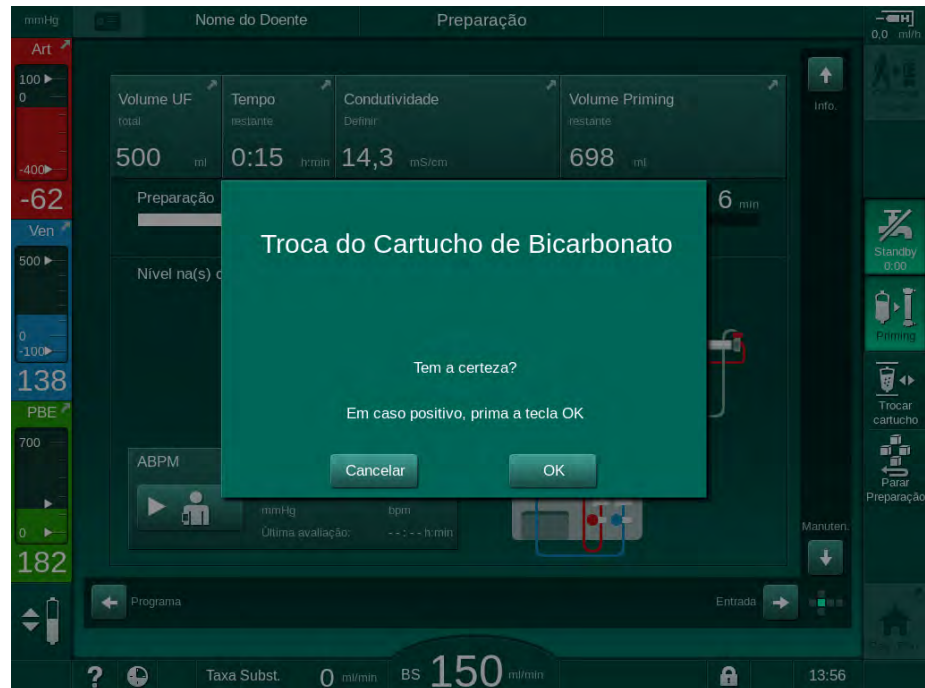 mmHg
Nome do Doente
Preparação
0,0 ml/h
Art
100
0
-400
-62
Ven
500
0
-100
138
PBE
700
0
182
Volume UF
total
500 ml
Tempo
restante
0:15 h:min
Condutividade
Definir
14,3 mS/cm
Volume Priming
restante
698 ml
Info.
Preparação
6 min
Nível na(s)
Troca do Cartucho de Bicarbonato
Tem a certeza?
Em caso positivo, prima a tecla OK
Cancelar
OK
ABPM
mmHg
bpm
Última avaliação: --:-- h:min
Manuten.
Programa
Entrada
Standby
0:00
Priming
Trocar
cartucho
Parar
Preparação
?
Taxa Subst.
0 ml/min
BS 150 ml/min
13:56